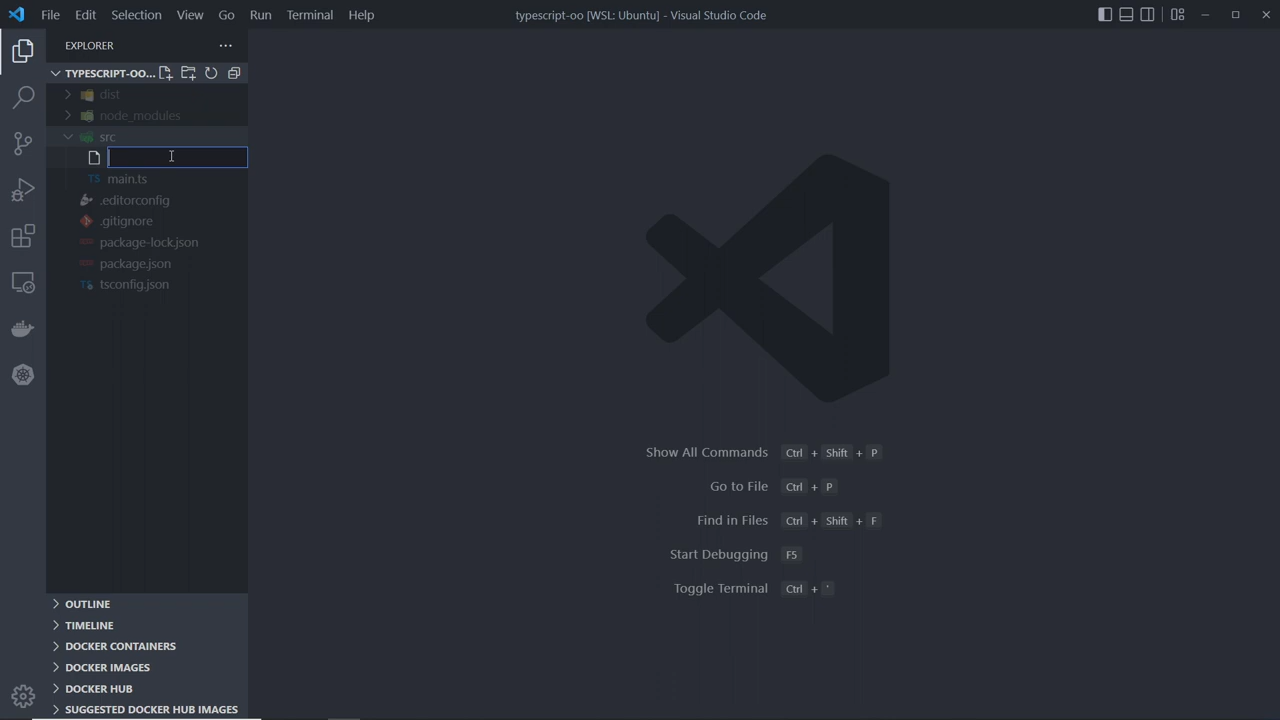 File Edit Selection View Go Run Terminal Help
typescript-oo [WSL: Ubuntu] - Visual Studio Code
EXPLORER
TYPESCRIPT-OO...
dist
node_modules
src
TS main.ts
.editorconfig
.gitignore
package-lock.json
package.json
TS tsconfig.json
Show All Commands Ctrl + Shift + P
Go to File Ctrl + P
Find in Files Ctrl + Shift + F
Start Debugging F5
Toggle Terminal Ctrl + `
OUTLINE
TIMELINE
DOCKER CONTAINERS
DOCKER IMAGES
DOCKER HUB
SUGGESTED DOCKER HUB IMAGES